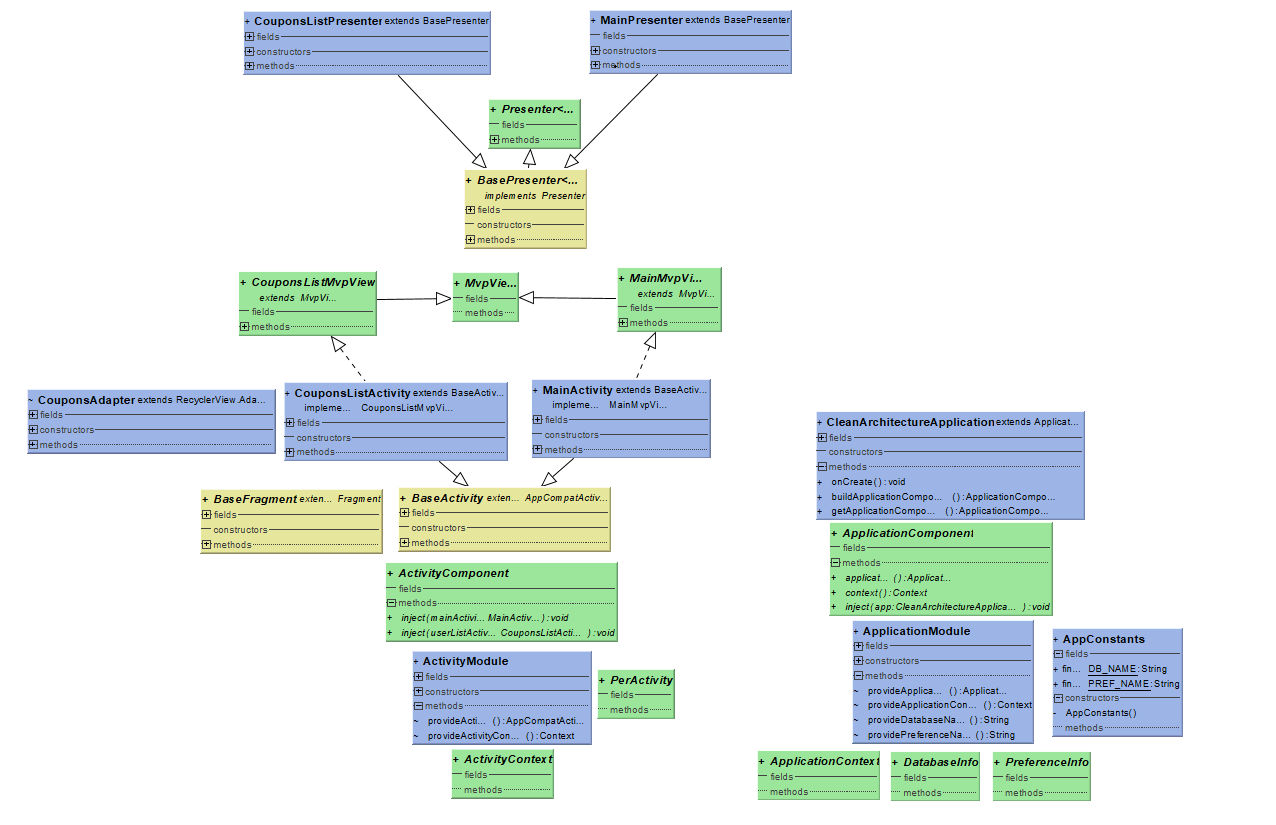 + CouponsListPresenter extends BasePresenter
fields
constructors
methods
+ MainPresenter extends BasePresenter
fields
constructors
methods
+ Presenter<...
fields
methods
+ BasePresenter<...
implements Presenter
fields
constructors
methods
+ CouponsListMvpView
extends MvpVi...
fields
methods
+ MvpVie...
fields
methods
+ MainMvpVi...
extends MvpVi...
fields
methods
~ CouponsAdapter extends RecyclerView.Ada...
fields
constructors
methods
+ CouponsListActivity extends BaseActiv...
impleme... CouponsListMvpVi...
fields
constructors
methods
+ MainActivity extends BaseActiv...
impleme... MainMvpVi...
fields
constructors
methods
+ CleanArchitectureApplication extends Applicat...
fields
constructors
methods
+ onCreate():void
+ buildApplicationCompo... ():ApplicationCompo...
+ getApplicationCompo... ():ApplicationCompo...
+ BaseFragment exten... Fragment
fields
constructors
methods
+ BaseActivity exten... AppCompatActiv...
fields
constructors
methods
+ ApplicationComponent
fields
methods
+ applicat... ():Applicat...
+ context():Context
+ inject(app:CleanArchitectureApplica... ):void
+ ActivityComponent
fields
methods
+ inject(mainActivi... MainActiv... ):void
+ inject(userListActiv... CouponsListActi... ):void
+ ActivityModule
fields
constructors
methods
~ provideActi... ():AppCompatActi...
~ provideActivityCon... ():Context
+ PerActivity
fields
methods
+ ApplicationModule
fields
constructors
methods
~ provideApplica... ():Applicat...
~ provideApplicationCon... ():Context
~ provideDatabaseNa... ():String
~ providePreferenceNa... ():String
+ AppConstants
fields
+ fin... DB_NAME:String
+ fin... PREF_NAME:String
constructors
- AppConstants()
methods
+ ActivityContext
fields
methods
+ ApplicationContext
fields
methods
+ DatabaseInfo
fields
methods
+ PreferenceInfo
fields
methods